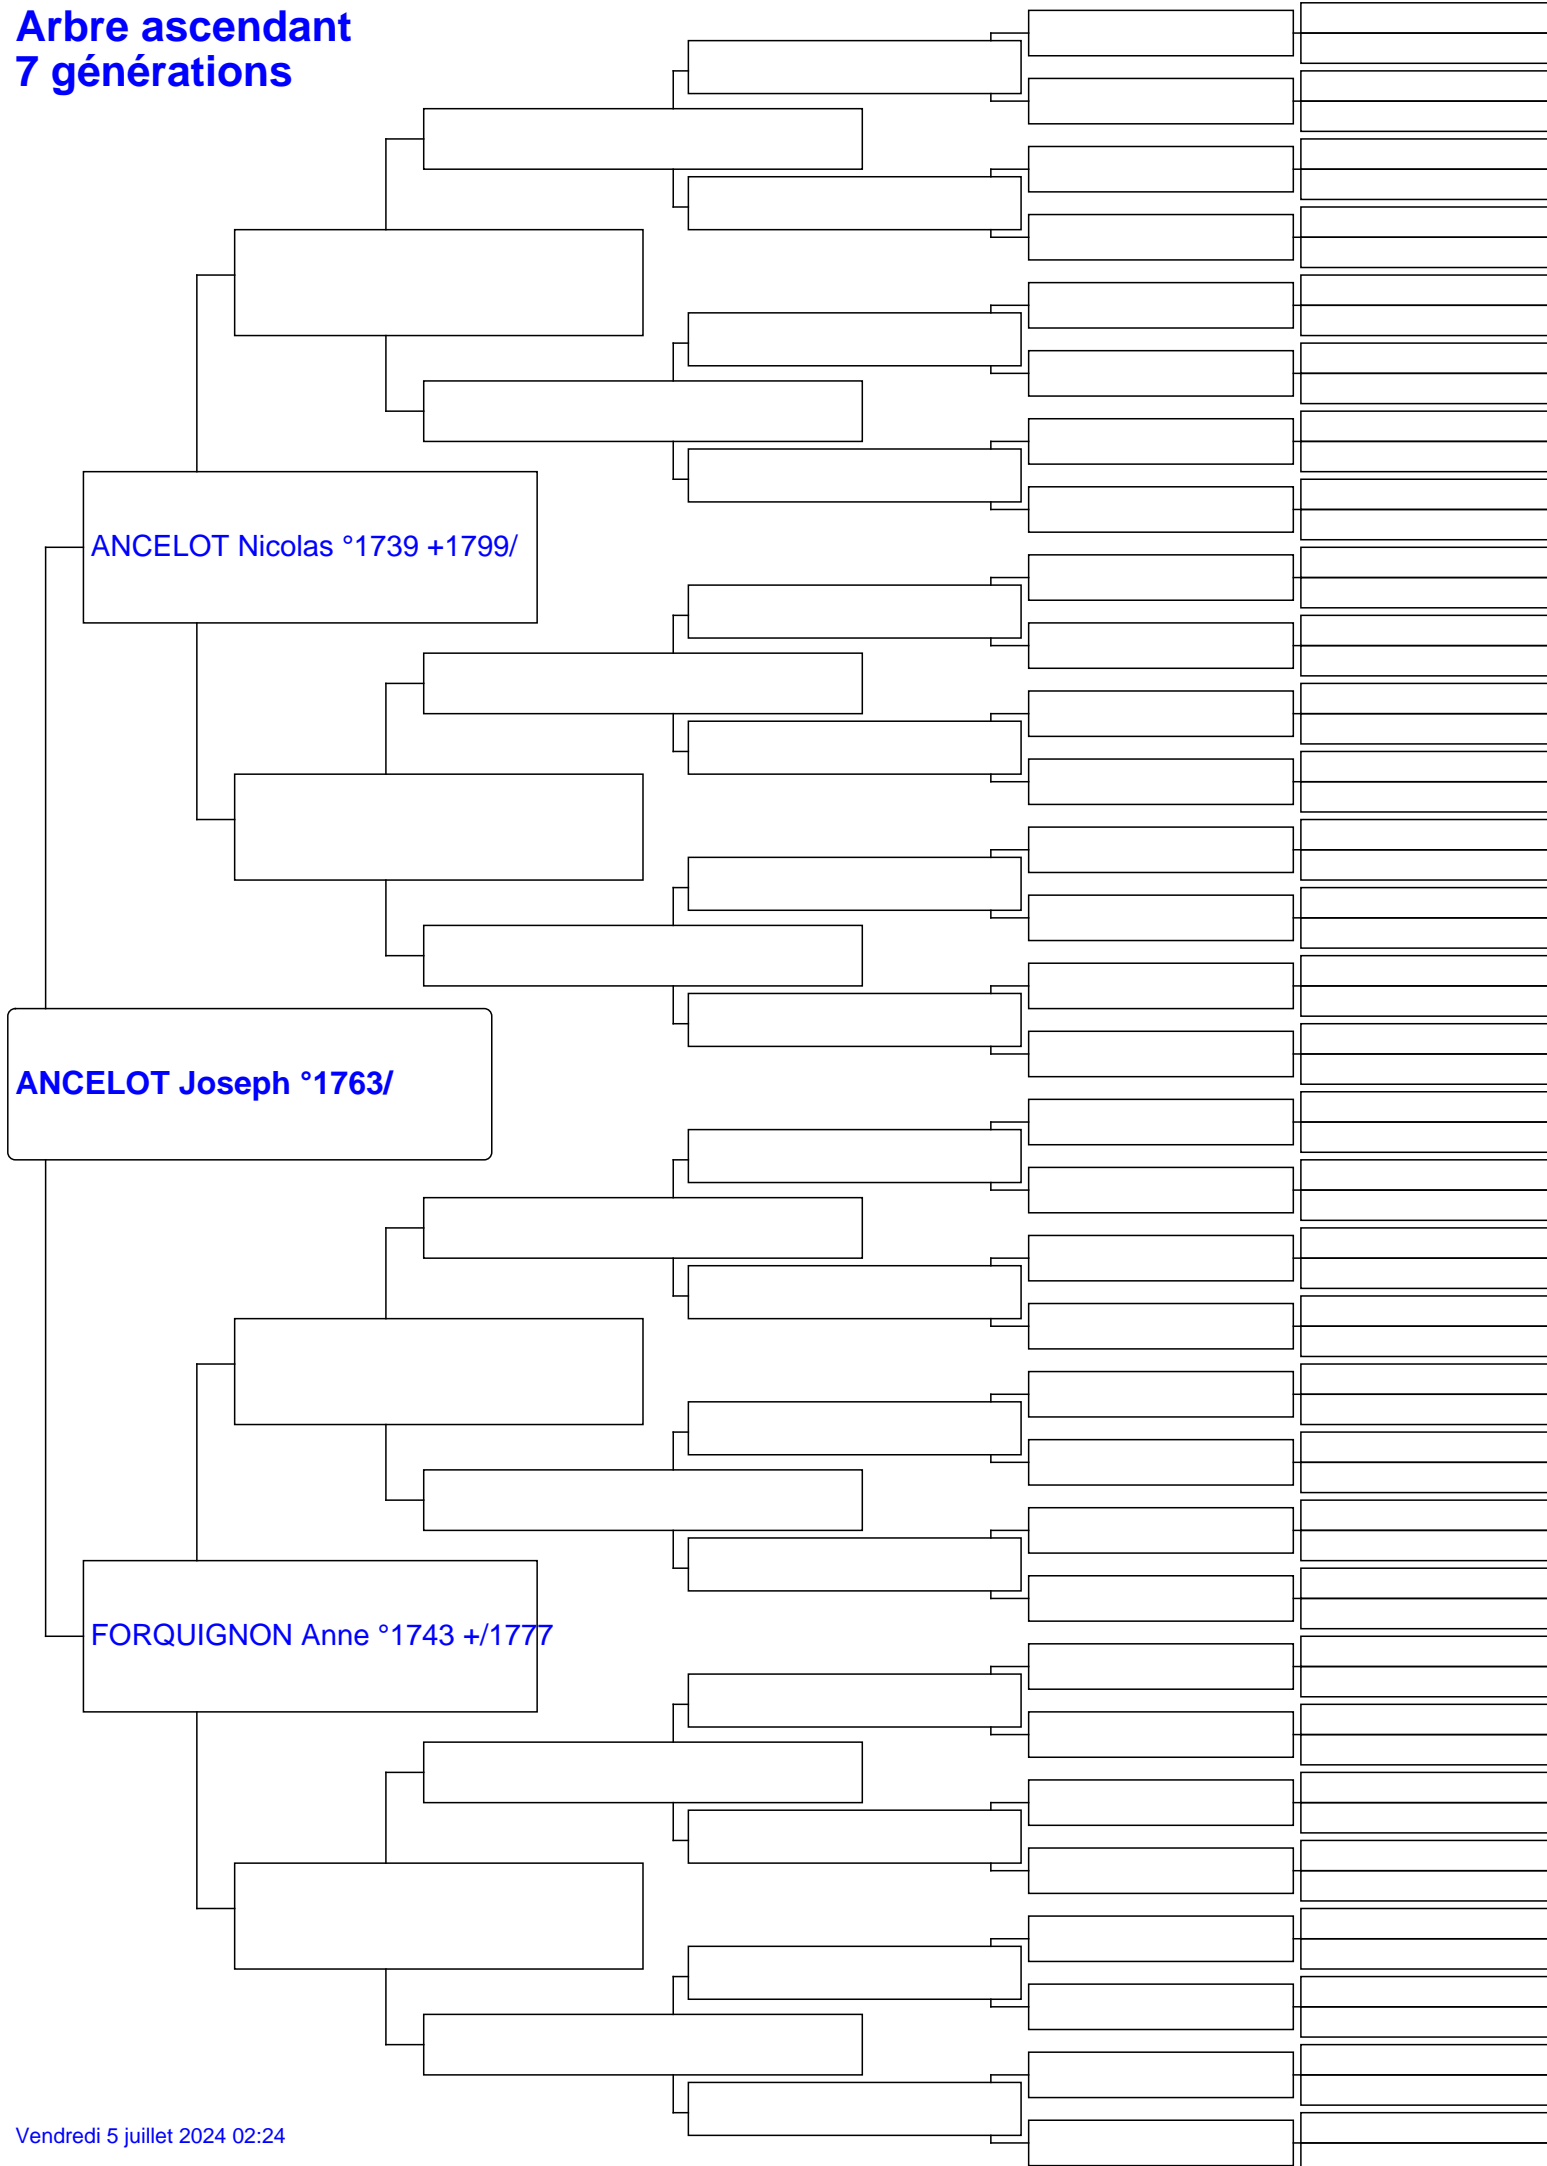 Arbre ascendant
7 générations
ANCELOT Nicolas °1739 +1799/
ANCELOT Joseph °1763/
FORQUIGNON Anne °1743 +/1777
Vendredi 5 juillet 2024 02:24